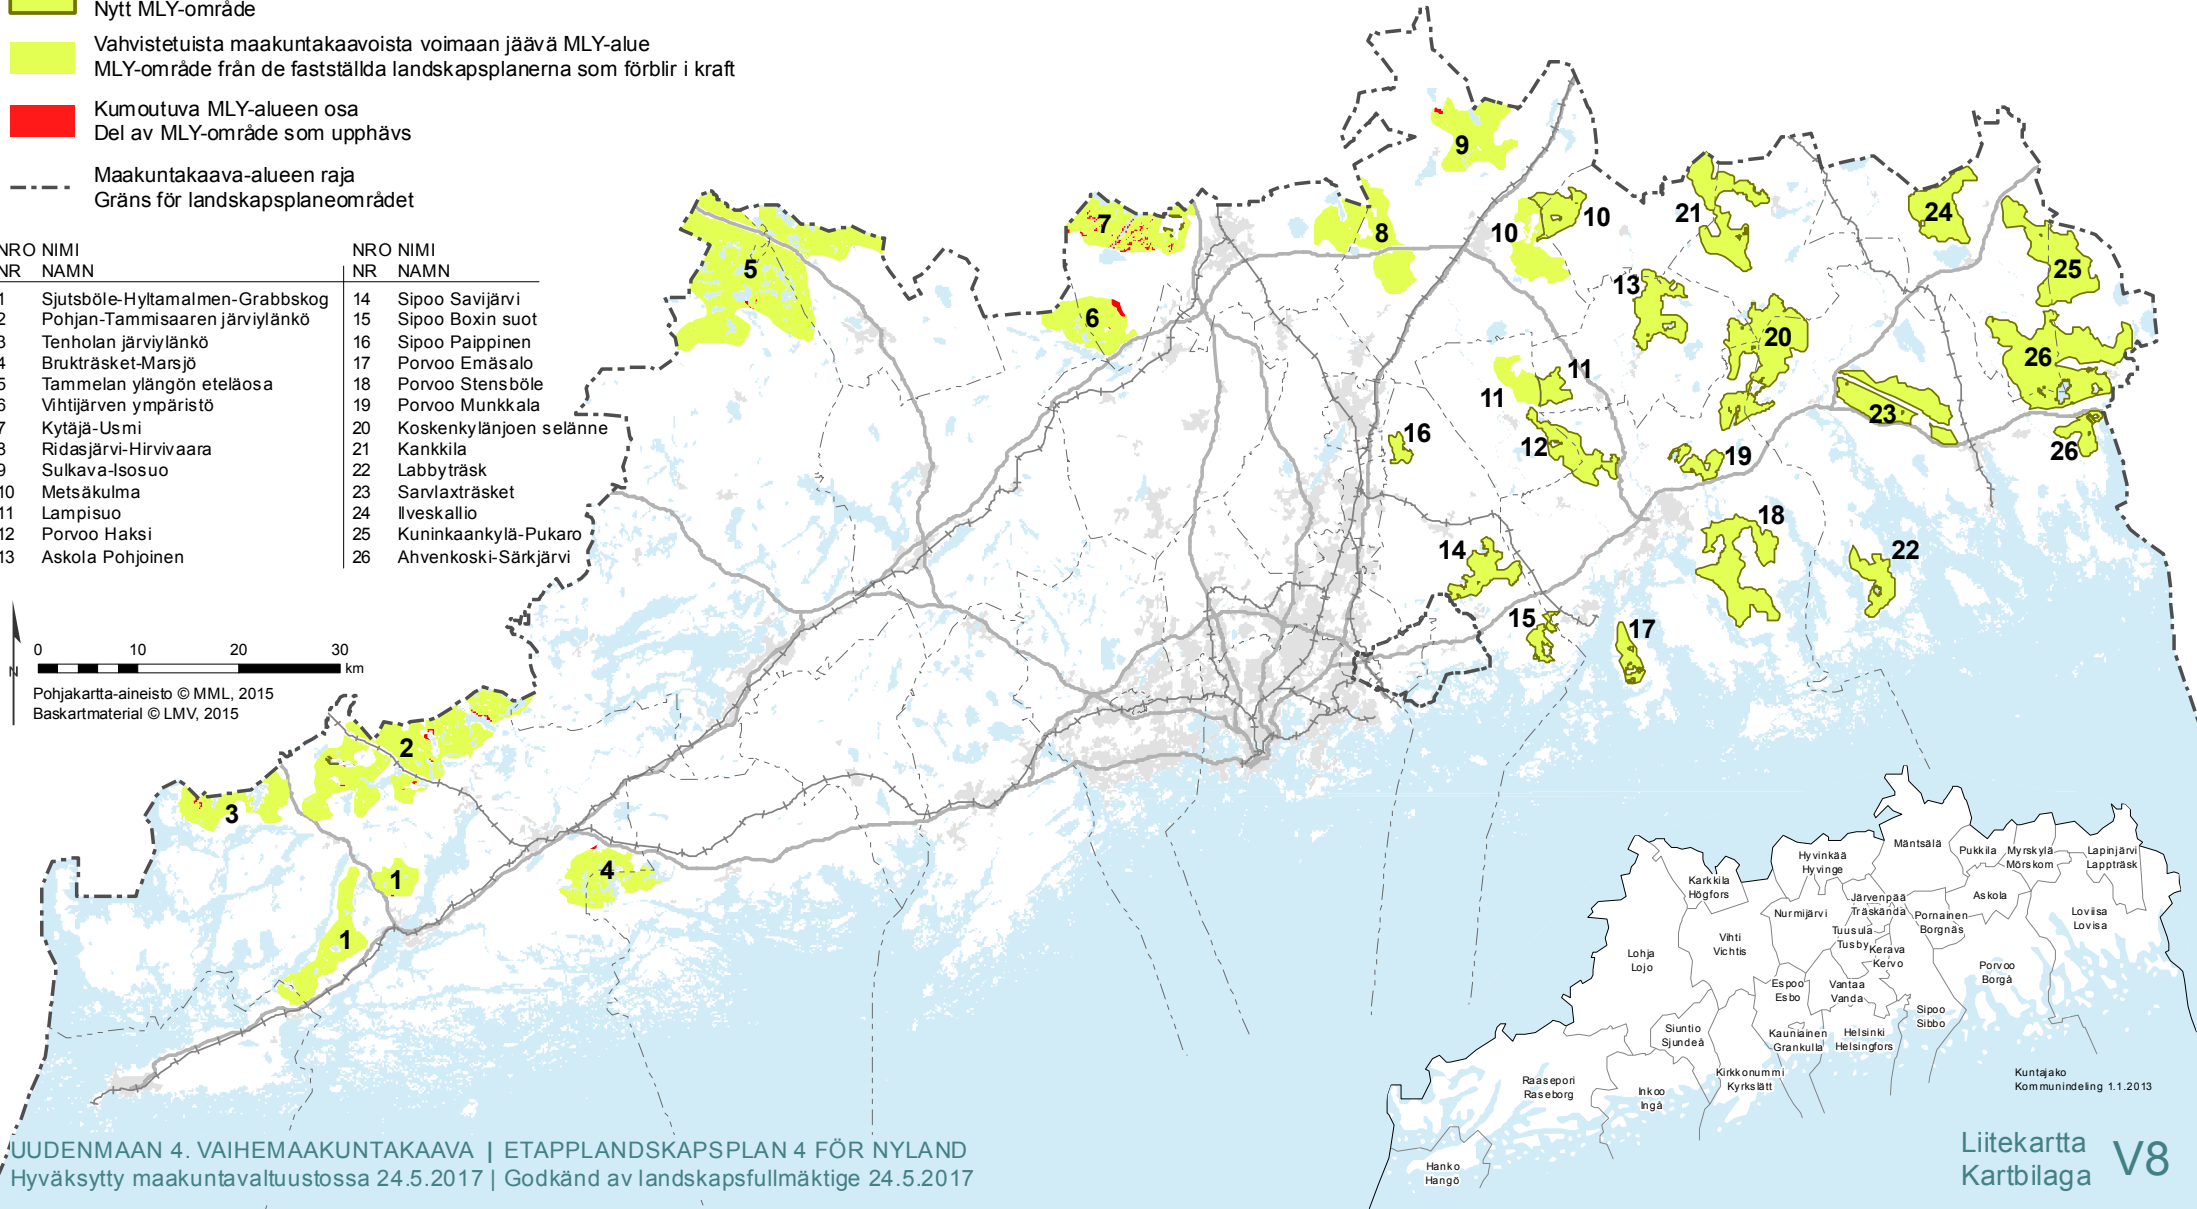 Nytt MLY-område
Vahvistetuista maakuntakaavoista voimaan jäävä MLY-alue
MLY-område från de fastställda landskapsplanerna som förblir i kraft
Kumoutuva MLY-alueen osa
Del av MLY-område som upphävs
Maakuntakaava-alueen raja
Gräns för landskapsplaneområdet
NRO NIMI
NR NAMN
1 Sjutsböle-Hyltamalmen-Grabbskog
2 Pohjan-Tammisaaren järviylänkö
3 Tenholan järviylänkö
4 Brukträsket-Marsjö
5 Tammelan ylängön eteläosa
6 Vihtijärven ympäristö
7 Kytäjä-Usmi
8 Ridasjärvi-Hirvivaara
9 Sulkava-Isosuo
10 Metsäkulma
11 Lampisuo
12 Porvoo Haksi
13 Askola Pohjoinen
NRO NIMI
NR NAMN
14 Sipoo Savijärvi
15 Sipoo Boxin suot
16 Sipoo Paippinen
17 Porvoo Emäsalo
18 Porvoo Stensböle
19 Porvoo Munkkala
20 Koskenkylänjoen selänne
21 Kankkila
22 Labbyträsk
23 Sarvlaxträsket
24 Ilveskallio
25 Kuninkaankylä-Pukaro
26 Ahvenkoski-Särkjärvi
0 10 20 30 km
N
Pohjakartta-aineisto © MML, 2015
Baskartmaterial © LMV, 2015
9
10
10
21
24
7
8
5
25
13
6
20
26
11
11
23
16
12
19
26
18
14
22
15
17
2
3
4
1
1
Mäntsälä
Hyvinkää
Hyvinge
Pukkila
Myrskylä
Mörskom
Lapinjärvi
Lappträsk
Karkkila
Högfors
Järvenpää
Träskända
Askola
Nurmijärvi
Pornainen
Borgnäs
Loviisa
Lovisa
Tuusula
Tusby
Vihti
Vichtis
Kerava
Kervo
Lohja
Lojo
Porvoo
Borgå
Espoo
Esbo
Vantaa
Vanda
Sipoo
Sibbo
Siuntio
Sjundeå
Kauniainen
Grankulla
Helsinki
Helsingfors
Kirkkonummi
Kyrkslätt
Raasepori
Raseborg
Inkoo
Ingå
Kuntajako
Kommunindelning 1.1.2013
Hanko
Hangö
UUDENMAAN 4. VAIHEMAAKUNTAKAAVA | ETAPPLANDSKAPSPLAN 4 FÖR NYLAND
Hyväksytty maakuntavaltuustossa 24.5.2017 | Godkänd av landskapsfullmäktige 24.5.2017
Liitekartta
Kartbilaga
V8